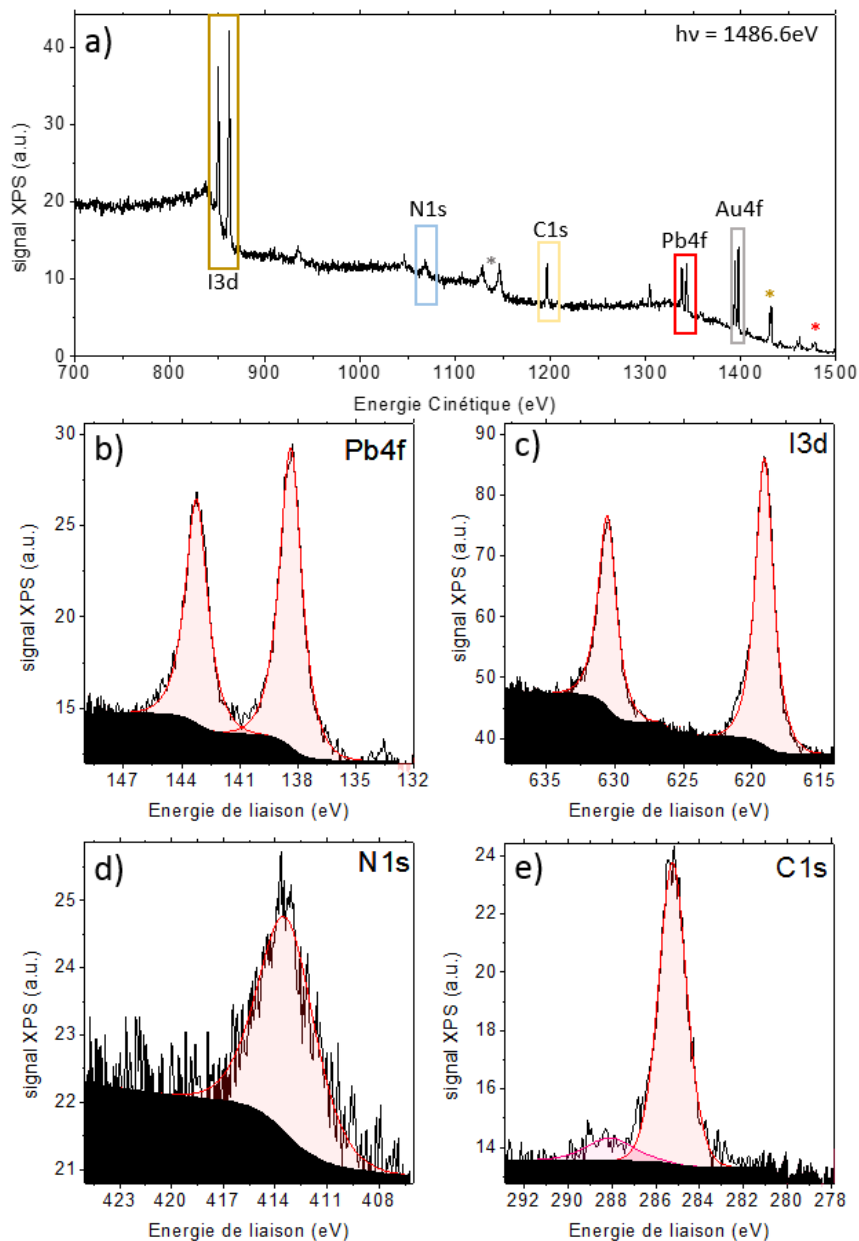 a)
hν = 1486.6eV
40
30
20
10
0
signal XPS (a.u.)
I3d
N1s
*
C1s
Pb4f
Au4f
*
*
700 800 900 1000 1100 1200 1300 1400 1500
Energie Cinétique (eV)
b)
Pb4f
30
25
20
15
signal XPS (a.u.)
147 144 141 138 135 132
Energie de liaison (eV)
c)
I3d
90
80
70
60
50
40
signal XPS (a.u.)
635 630 625 620 615
Energie de liaison (eV)
d)
N1s
25
24
23
22
21
signal XPS (a.u.)
423 420 417 414 411 408
Energie de liaison (eV)
e)
C1s
24
22
20
18
16
14
signal XPS (a.u.)
292 290 288 286 284 282 280 278
Energie de liaison (eV)